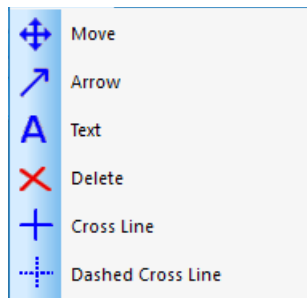 Move
Arrow
Text
Delete
Cross Line
Dashed Cross Line